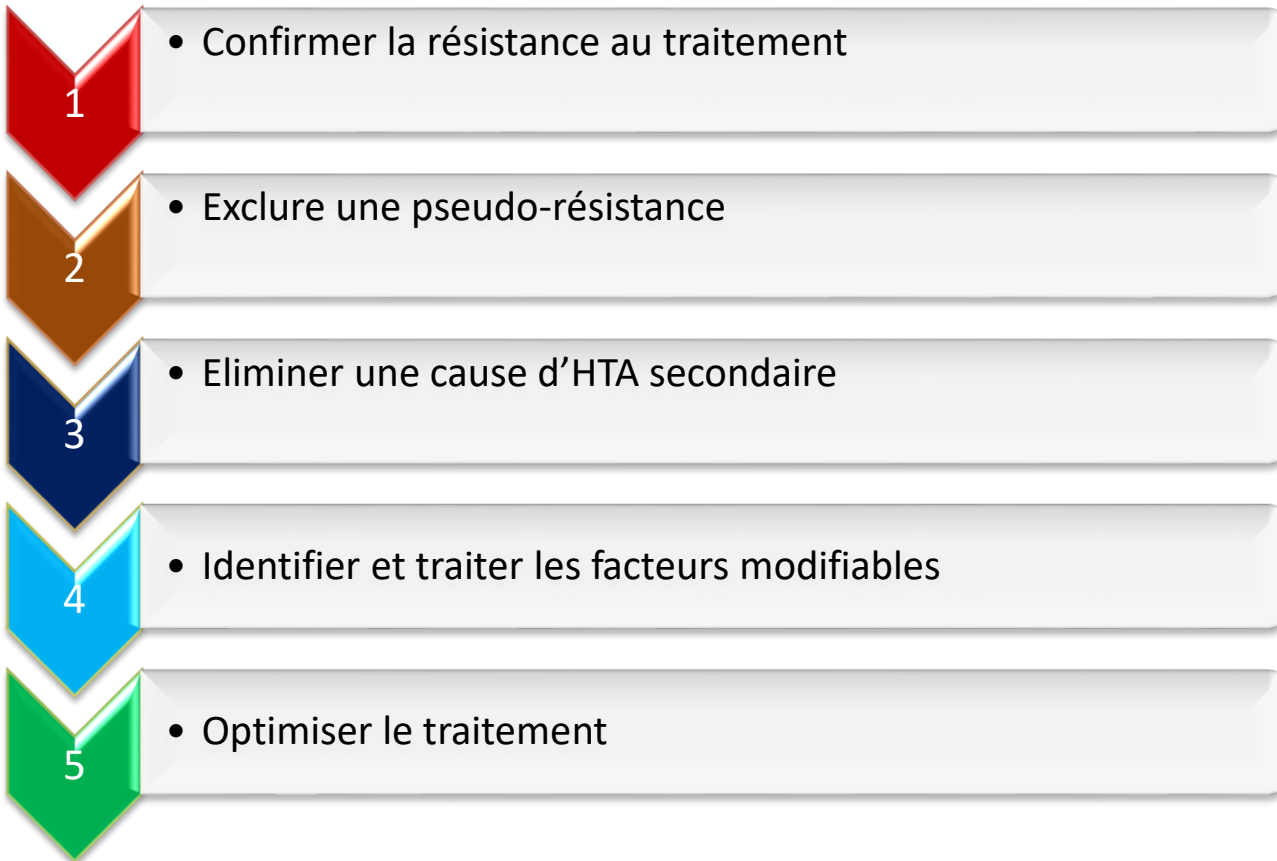 1
• Confirmer la résistance au traitement
2
• Exclure une pseudo-résistance
3
• Eliminer une cause d’HTA secondaire
4
• Identifier et traiter les facteurs modifiables
5
• Optimiser le traitement